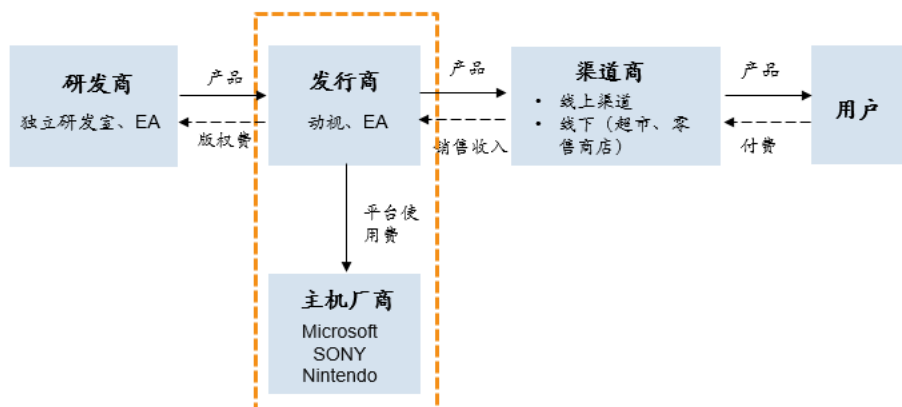 研发商
独立研发室、EA
产品
版权费
发行商
动视、EA
产品
销售收入
渠道商
• 线上渠道
• 线下（超市、零
售商店）
产品
付费
用户
平台使
用费
主机厂商
Microsoft
SONY
Nintendo